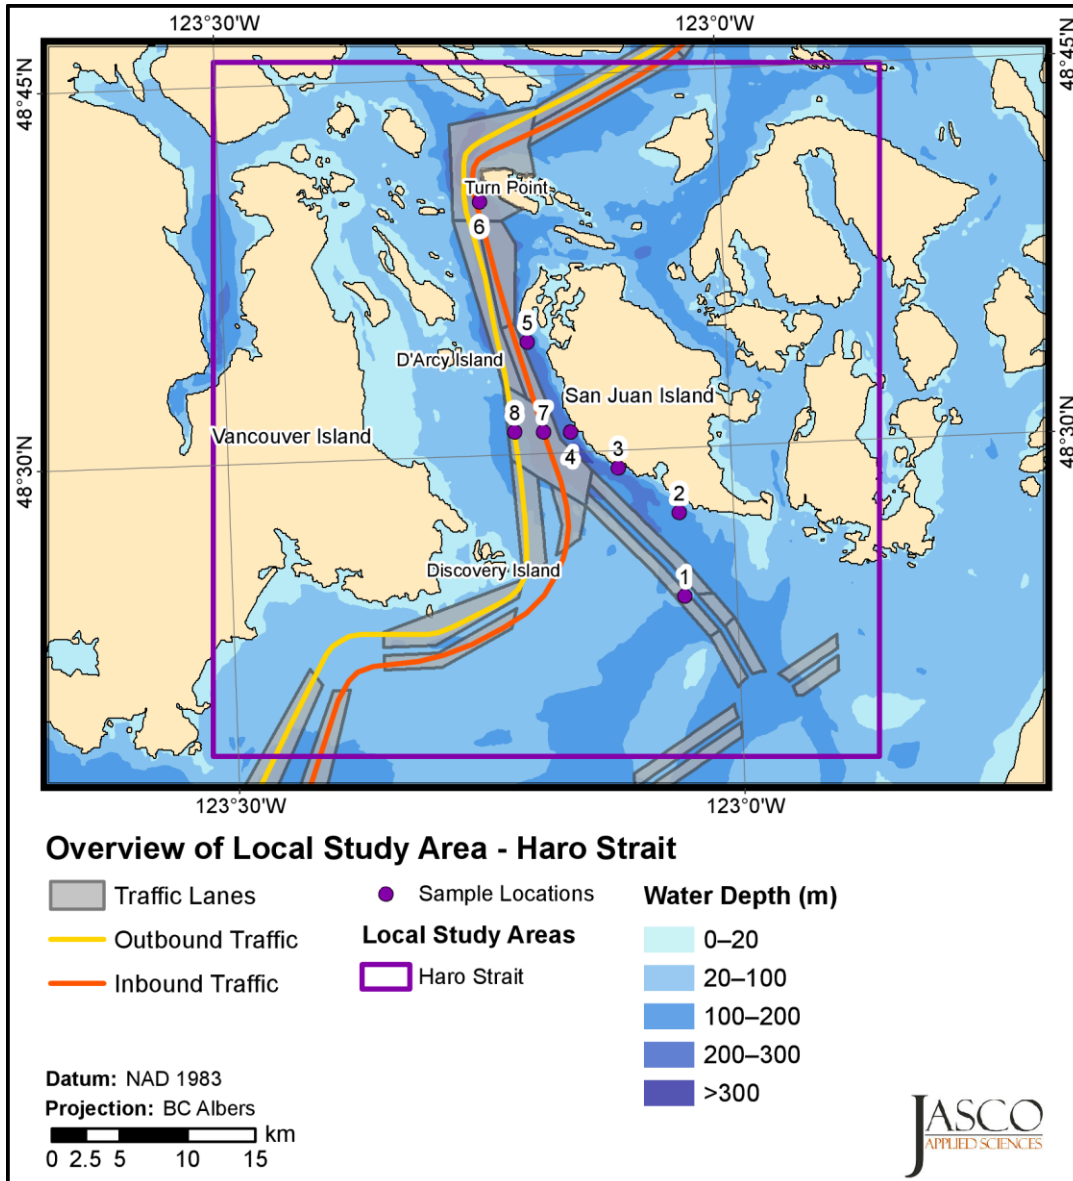 123°30'W
123°0'W
48°45'N
48°45'N
Turn Point
6
5
D'Arcy Island
San Juan Island
8
7
Vancouver Island
4
3
48°30'N
48°30'N
2
Discovery Island
1
123°30'W
123°0'W
Overview of Local Study Area - Haro Strait
Traffic Lanes
Outbound Traffic
Inbound Traffic
Sample Locations
Local Study Areas
Haro Strait
Water Depth (m)
0–20
20–100
100–200
200–300
>300
Datum: NAD 1983
Projection: BC Albers
km
0 2.5 5 10 15
JASCO
APPLIED SCIENCES